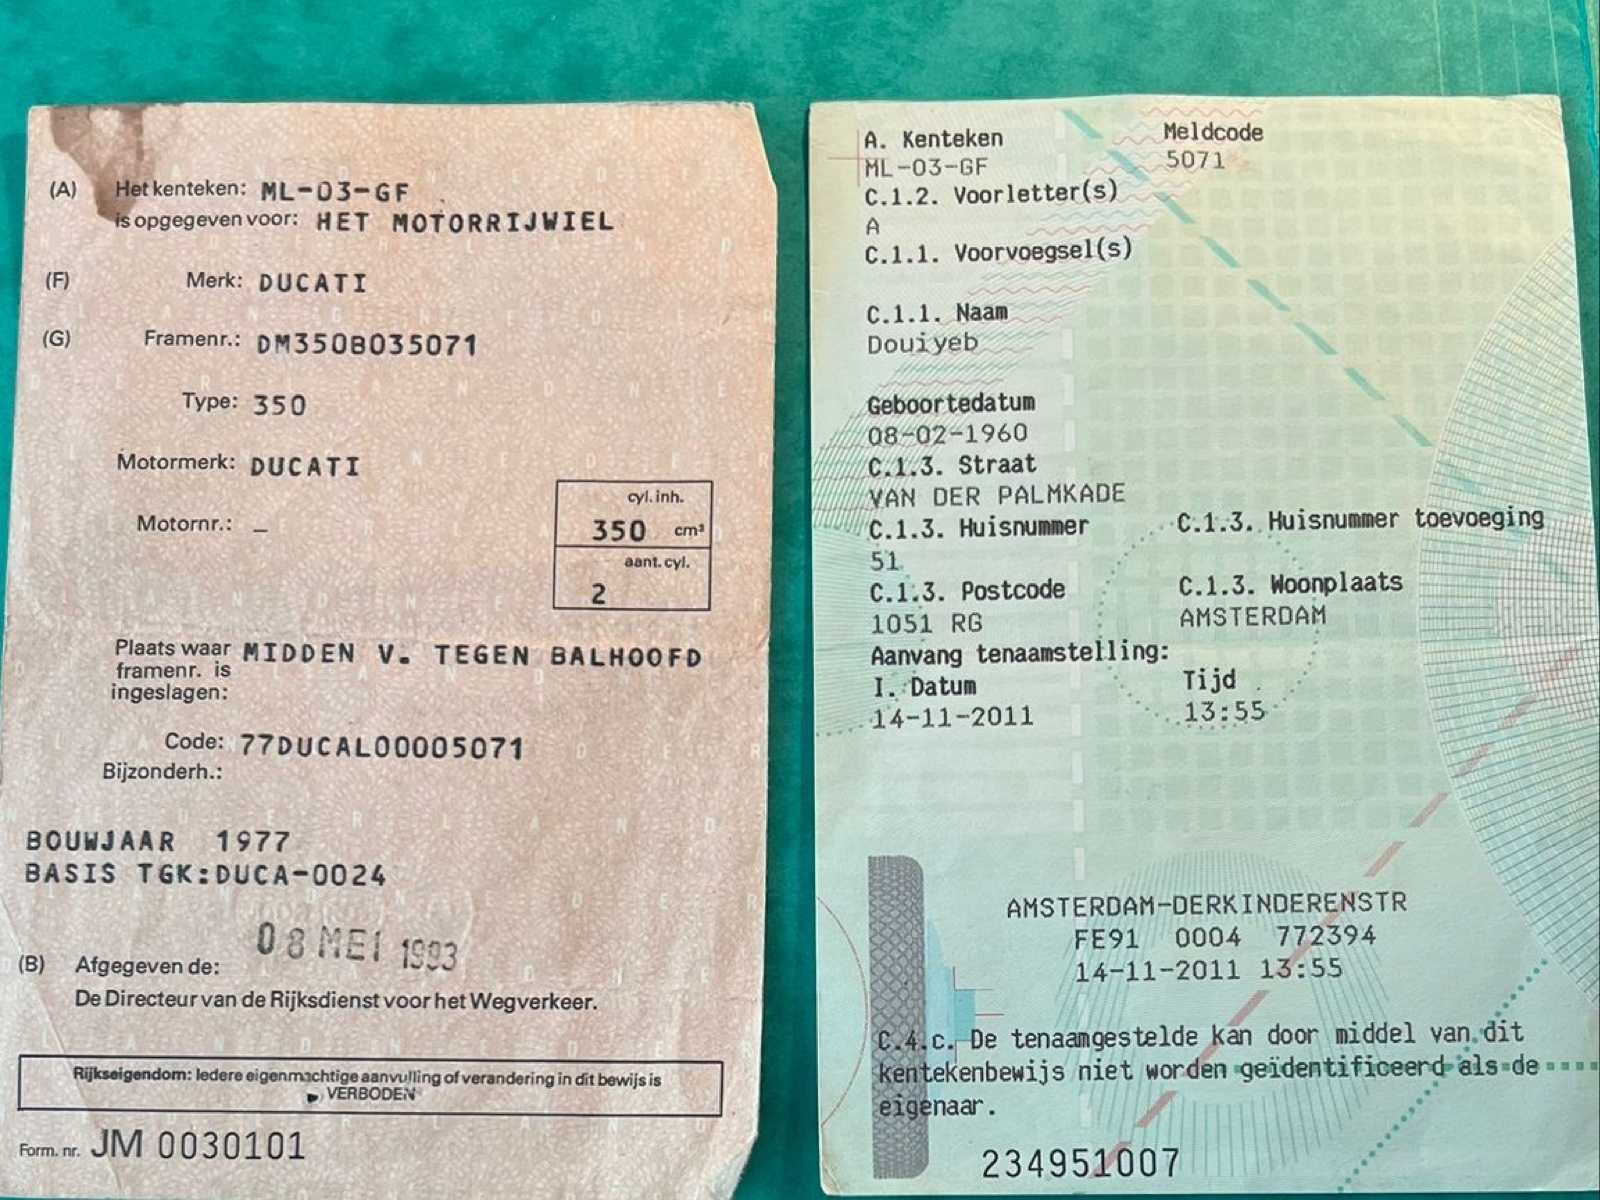 (A) Het kenteken: ML-03-GF
is opgegeven voor: HET MOTORRIJWIEL
(F) Merk: DUCATI
(G) Framenr.: DM350B035071
Type: 350
Motormerk: DUCATI
cyl. inh.
Motornr.: – 350 cm³
aant. cyl.
2
Plaats waar MIDDEN V. TEGEN BALHOOFD
framenr. is
ingeslagen:
Code: 77DUCAL00005071
Bijzonderh.:
BOUWJAAR 1977
BASIS TGK:DUCA-0024
08 MEI 1993
(B) Afgegeven de:
De Directeur van de Rijksdienst voor het Wegverkeer.
Rijkseigendom: Iedere eigenmachtige aanvulling of verandering in dit bewijs is
VERBODEN
Form. nr. JM 0030101
A. Kenteken Meldcode
ML-03-GF 5071
C.1.2. Voorletter(s)
A
C.1.1. Voorvoegsel(s)
C.1.1. Naam
Douiyeb
Geboortedatum
08-02-1960
C.1.3. Straat
VAN DER PALMKADE
C.1.3. Huisnummer C.1.3. Huisnummer toevoeging
51
C.1.3. Postcode C.1.3. Woonplaats
1051 RG AMSTERDAM
Aanvang tenaamstelling:
I. Datum Tijd
14-11-2011 13:55
AMSTERDAM-DERKINDERENSTR
FE91 0004 772394
14-11-2011 13:55
C.4.c. De tenaamgestelde kan door middel van dit
kentekenbewijs niet worden geïdentificeerd als de
eigenaar.
234951007